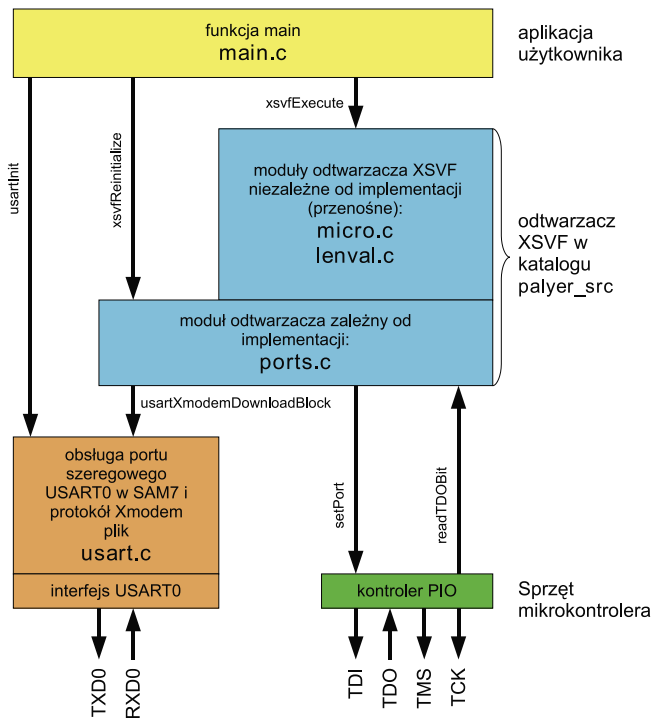 funkcja main
main.c
aplikacja
użytkownika
usartInit
xsvfReinitialize
xsvfExecute
moduły odtwarzacza XSVF
niezależne od implementacji
(przenośne):
micro.c
lenval.c
odtwarzacz
XSVF w
katalogu
palyer_src
moduł odtwarzacza zależny od
implementacji:
ports.c
usartXmodemDownloadBlock
setPort
readTDOBit
obsługa portu
szeregowego
USART0 w SAM7 i
protokół Xmodem
plik
usart.c
interfejs USART0
kontroler PIO
Sprzęt
mikrokontrolera
TXD0
RXD0
TDI
TDO
TMS
TCK